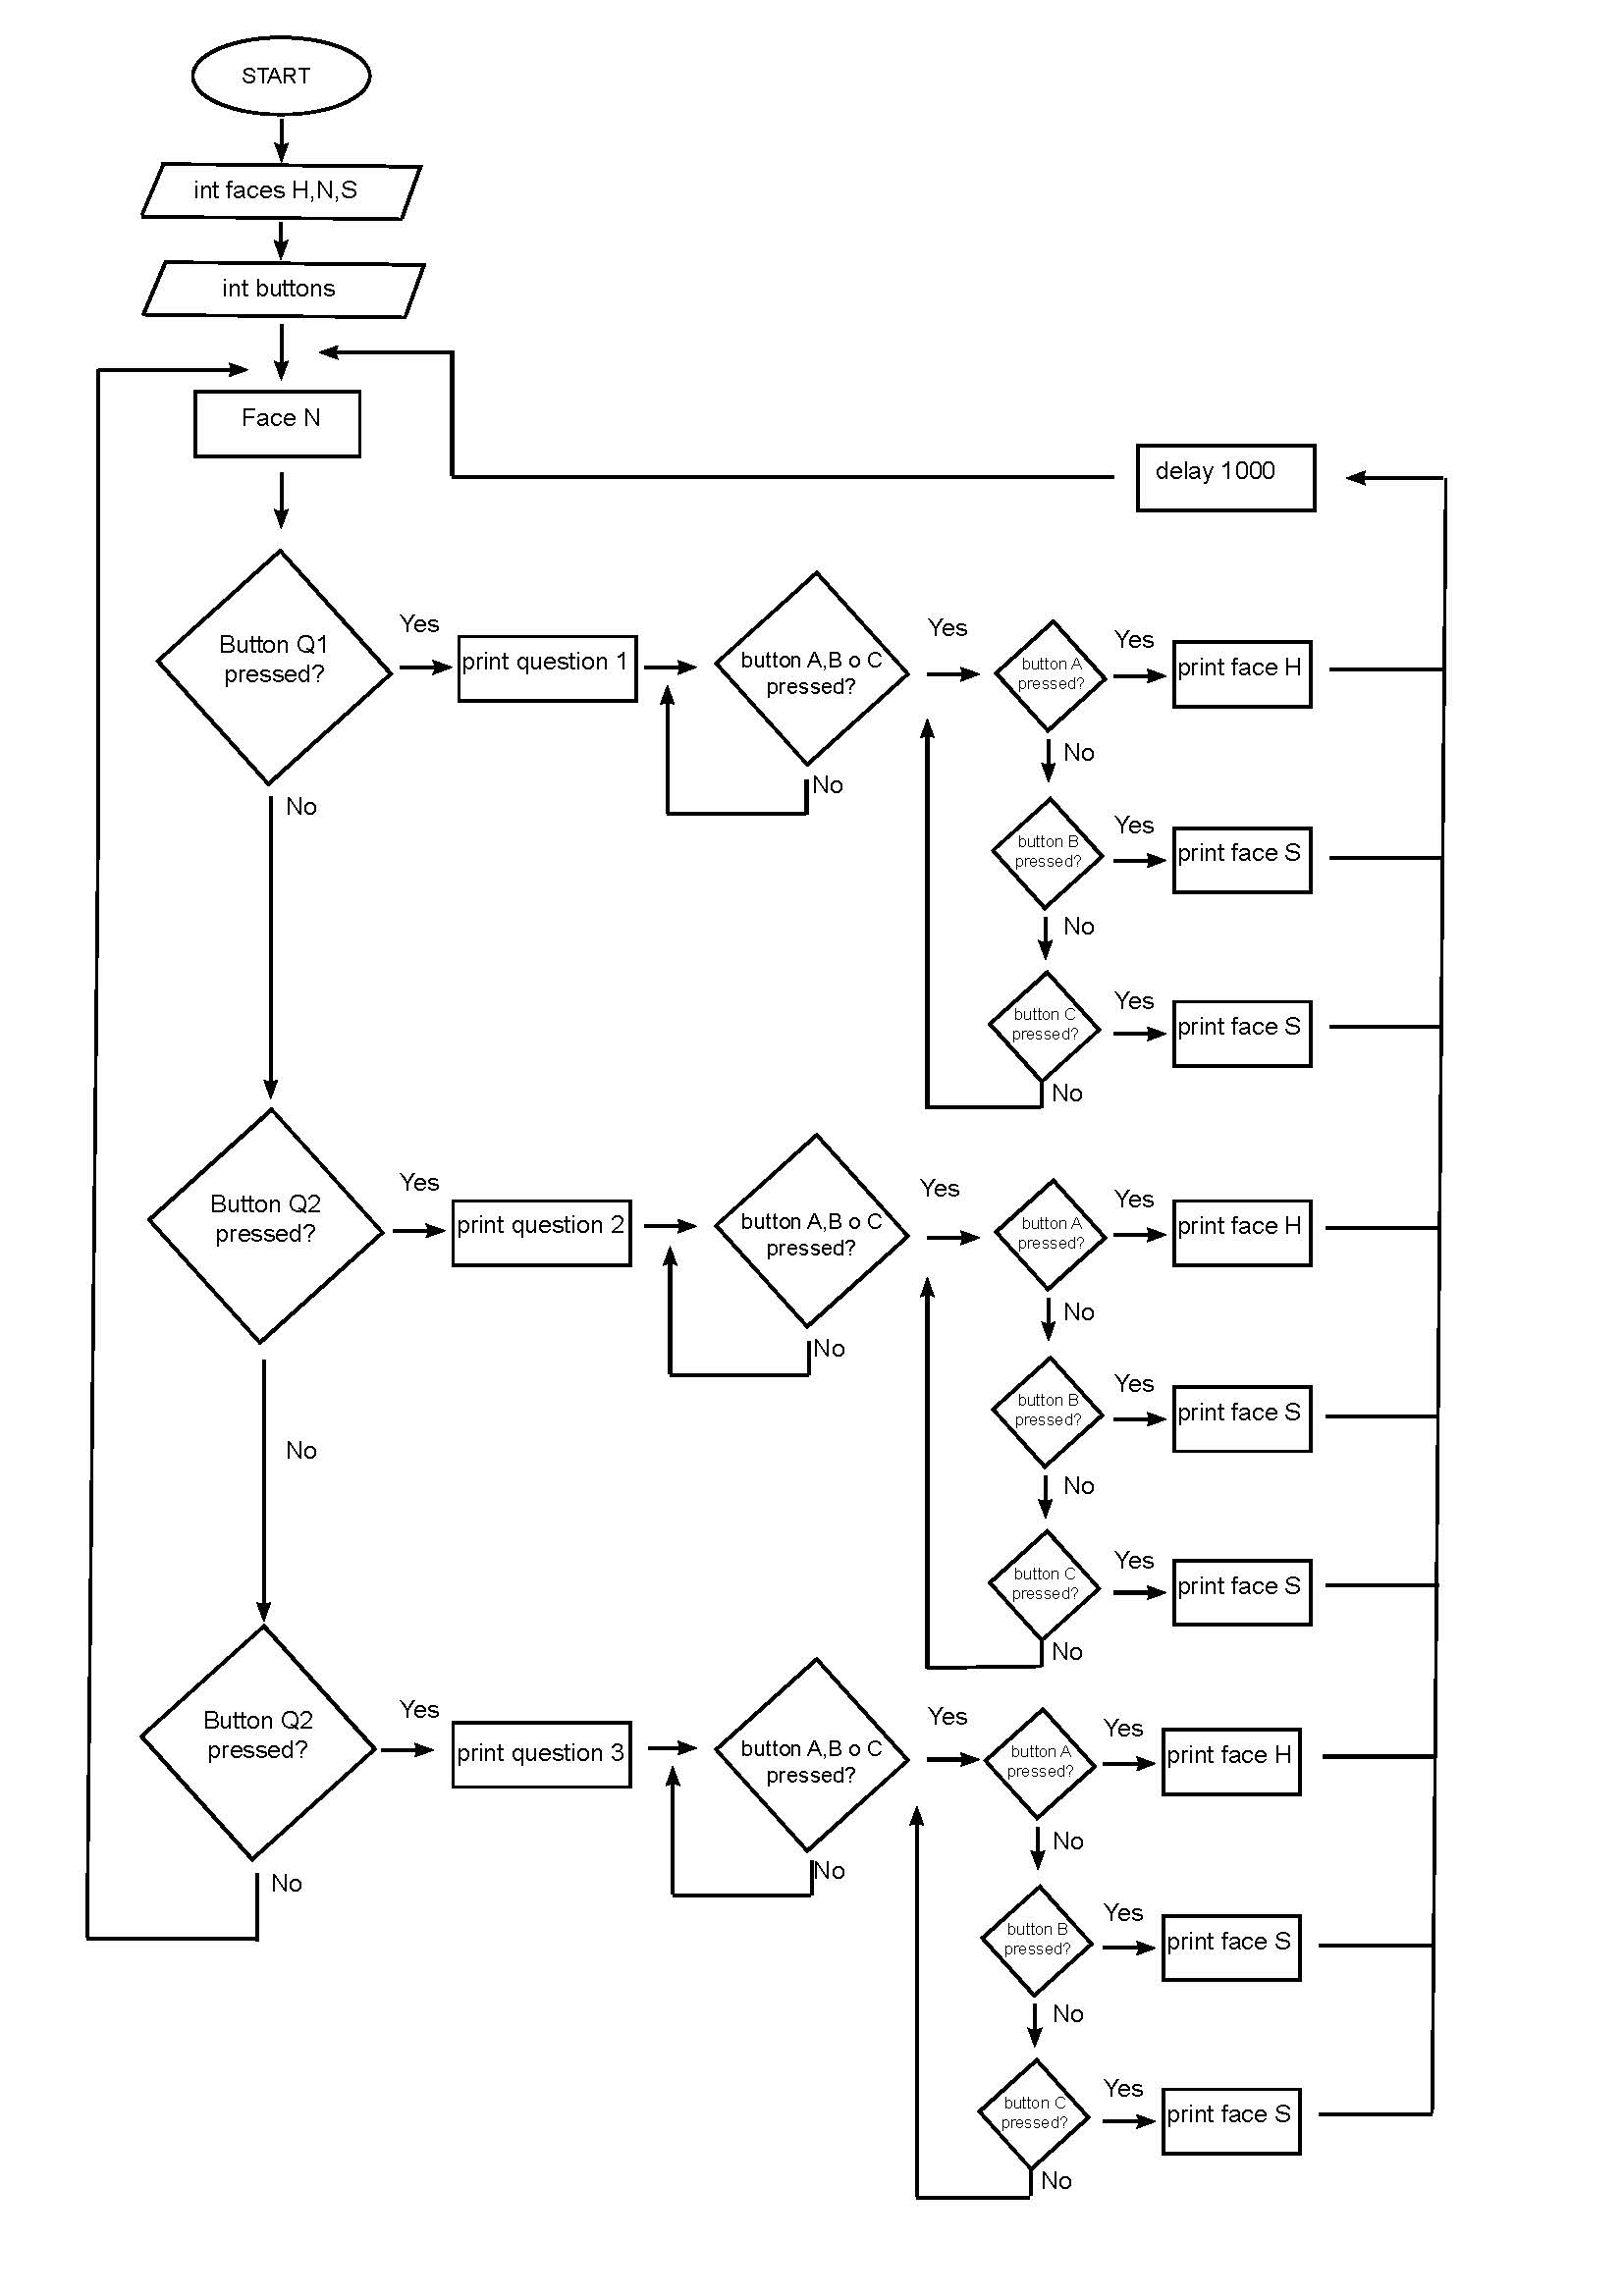 START
int faces H,N,S
int buttons
Face N
delay 1000
Button Q1
pressed?
Yes
print question 1
button A,B o C
pressed?
Yes
button A
pressed?
Yes
print face H
No
No
No
button B
pressed?
Yes
print face S
No
button C
pressed?
Yes
print face S
No
Button Q2
pressed?
Yes
print question 2
button A,B o C
pressed?
Yes
button A
pressed?
Yes
print face H
No
No
button B
pressed?
Yes
print face S
No
No
button C
pressed?
Yes
print face S
No
Button Q2
pressed?
Yes
print question 3
button A,B o C
pressed?
Yes
button A
pressed?
Yes
print face H
No
No
No
button B
pressed?
Yes
print face S
No
button C
pressed?
Yes
print face S
No